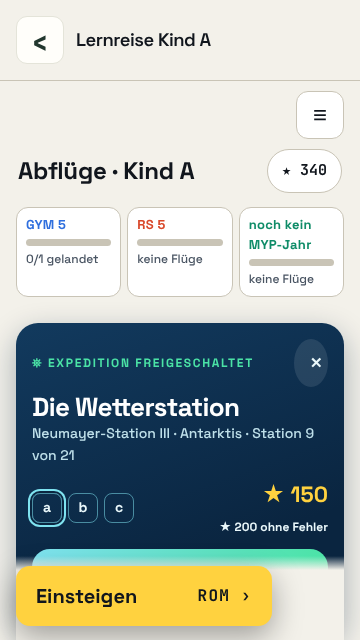 <
Lernreise Kind A
≡
Abflüge · Kind A
★ 340
GYM 5
0/1 gelandet
RS 5
keine Flüge
noch kein
MYP-Jahr
keine Flüge
❋ EXPEDITION FREIGESCHALTET
✕
Die Wetterstation
Neumayer-Station III · Antarktis · Station 9
von 21
a b c
★ 150
★ 200 ohne Fehler
Einsteigen ROM ›